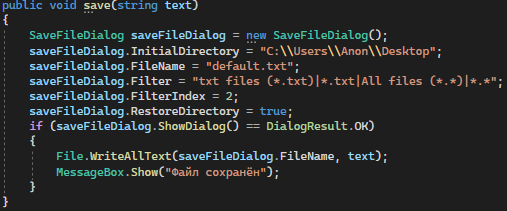 public void save(string text)
{
SaveFileDialog saveFileDialog = new SaveFileDialog();
saveFileDialog.InitialDirectory = "C:\\Users\\Anon\\Desktop";
saveFileDialog.FileName = "default.txt";
saveFileDialog.Filter = "txt files (*.txt)|*.txt|All files (*.*)|*.*";
saveFileDialog.FilterIndex = 2;
saveFileDialog.RestoreDirectory = true;
if (saveFileDialog.ShowDialog() == DialogResult.OK)
{
File.WriteAllText(saveFileDialog.FileName, text);
MessageBox.Show("Файл сохранён");
}
}